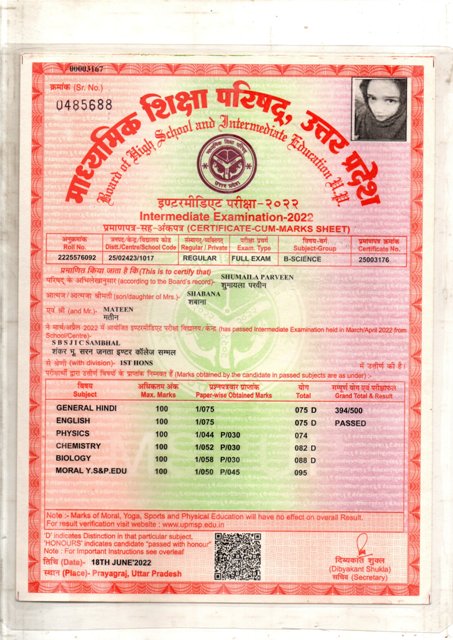 00003167
क्रमांक (Sr. No.)
0485688
माध्यमिक शिक्षा परिषद्, उत्तर प्रदेश
Board of High School and Intermediate Education U.P.
इण्टरमीडिएट परीक्षा-२०२२
Intermediate Examination-2022
प्रमाणपत्र-सह-अंकपत्र (CERTIFICATE-CUM-MARKS SHEET)
अनुक्रमांक जनपद/केन्द्र/विद्यालय कोड संस्थागत/व्यक्तिगत परीक्षा प्रकार विषय-वर्ग प्रमाणपत्र क्रमांक
Roll No. Distt./Centre/School Code Regular / Private Exam. Type Subject-Group Certificate No.
2225576092 25/02423/1017 REGULAR FULL EXAM B-SCIENCE 25003176
प्रमाणित किया जाता है कि (This is to certify that) SHUMAILA PARVEEN
परिषद् के अभिलेखानुसार (according to the Board's record)- शुमायला परवीन
आत्मज / आत्मजा श्रीमती (son/daughter of Mrs.)- SHABANA
शबाना
एवं श्री (and Mr.)- MATEEN
मतीन
ने मार्च/अप्रैल 2022 में आयोजित इण्टरमीडिएट परीक्षा विद्यालय/केन्द्र (has passed Intermediate Examination held in March/April 2022 from
School/Centre)-
S B S J I C SAMBHAL
शंकर भू. सरन जनता इण्टर कॉलेज सम्भल
से श्रेणी (with division)- 1ST HONS में उत्तीर्ण की है।
परीक्षार्थी द्वारा उत्तीर्ण विषयों के प्राप्तांक निम्नवत हैं (Marks obtained by the candidate in passed subjects are as under) :-
विषय अधिकतम अंक प्रश्नपत्रवार प्राप्तांक योग सम्पूर्ण योग एवं परीक्षाफल
Subject Max. Marks Paper-wise Obtained Marks Total Grand Total & Result
GENERAL HINDI 100 1/075 075 D 394/500
ENGLISH 100 1/075 075 D PASSED
PHYSICS 100 1/044 P/030 074
CHEMISTRY 100 1/052 P/030 082 D
BIOLOGY 100 1/058 P/030 088 D
MORAL Y.S&P.EDU 100 1/050 P/045 095
Note :- Marks of Moral, Yoga, Sports and Physical Education will have no effect on overall Result.
For result verification visit website : www.upmsp.edu.in
'D' indicates Distinction in that particular subject.
'HONOURS' indicates candidate "passed with honour"
Note : For Important Instructions see overleaf
तिथि (Date)- 18TH JUNE'2022
स्थान (Place)- Prayagraj, Uttar Pradesh
दिव्यकांत शुक्ल
(Dibyakant Shukla)
सचिव (Secretary)